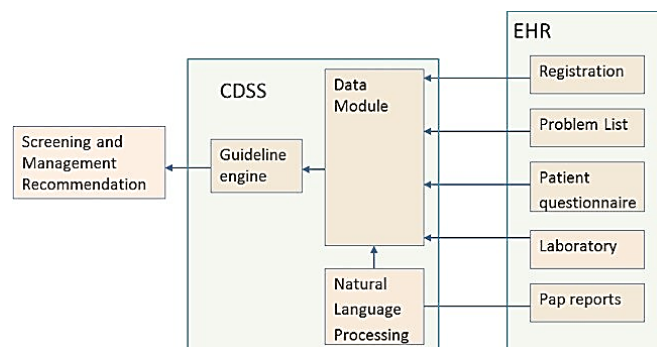 EHR
CDSS
Data
Module
Registration
Problem List
Screening and
Management
Recommendation
Guideline
engine
Patient
questionnaire
Laboratory
Natural
Language
Processing
Pap reports